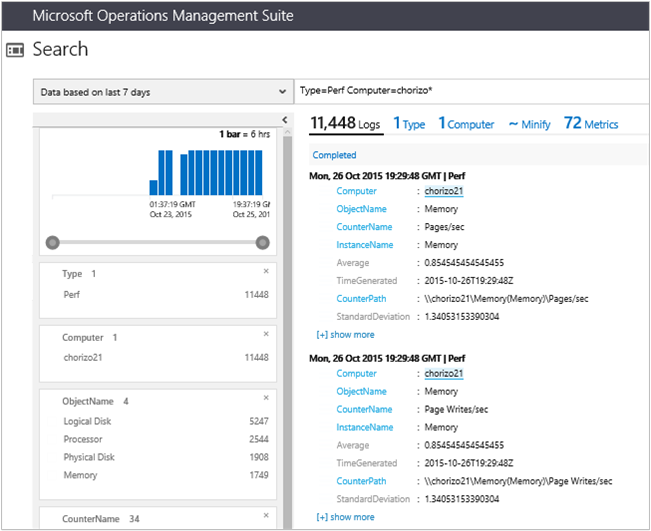 Microsoft Operations Management Suite
Search
Data based on last 7 days
Type=Perf Computer=chorizo*
1 bar = 6 hrs
01:37:19 GMT 19:37:19 G
Oct 23, 2015 Oct 25, 201
Type 1
Perf 11448
Computer 1
chorizo21 11448
ObjectName 4
Logical Disk 5247
Processor 2544
Physical Disk 1908
Memory 1749
CounterName 34
11,448 Logs 1 Type 1 Computer ~ Minify 72 Metrics
Completed
Mon, 26 Oct 2015 19:29:48 GMT | Perf
Computer : chorizo21
ObjectName : Memory
CounterName : Pages/sec
InstanceName : Memory
Average : 0.854545454545455
TimeGenerated : 2015-10-26T19:29:48Z
CounterPath : \\chorizo21\Memory(Memory)\Pages/sec
StandardDeviation : 1.34053153390304
[+] show more
Mon, 26 Oct 2015 19:29:48 GMT | Perf
Computer : chorizo21
ObjectName : Memory
CounterName : Page Writes/sec
InstanceName : Memory
Average : 0.854545454545455
TimeGenerated : 2015-10-26T19:29:48Z
CounterPath : \\chorizo21\Memory(Memory)\Page Writes/sec
StandardDeviation : 1.34053153390304
[+] show more